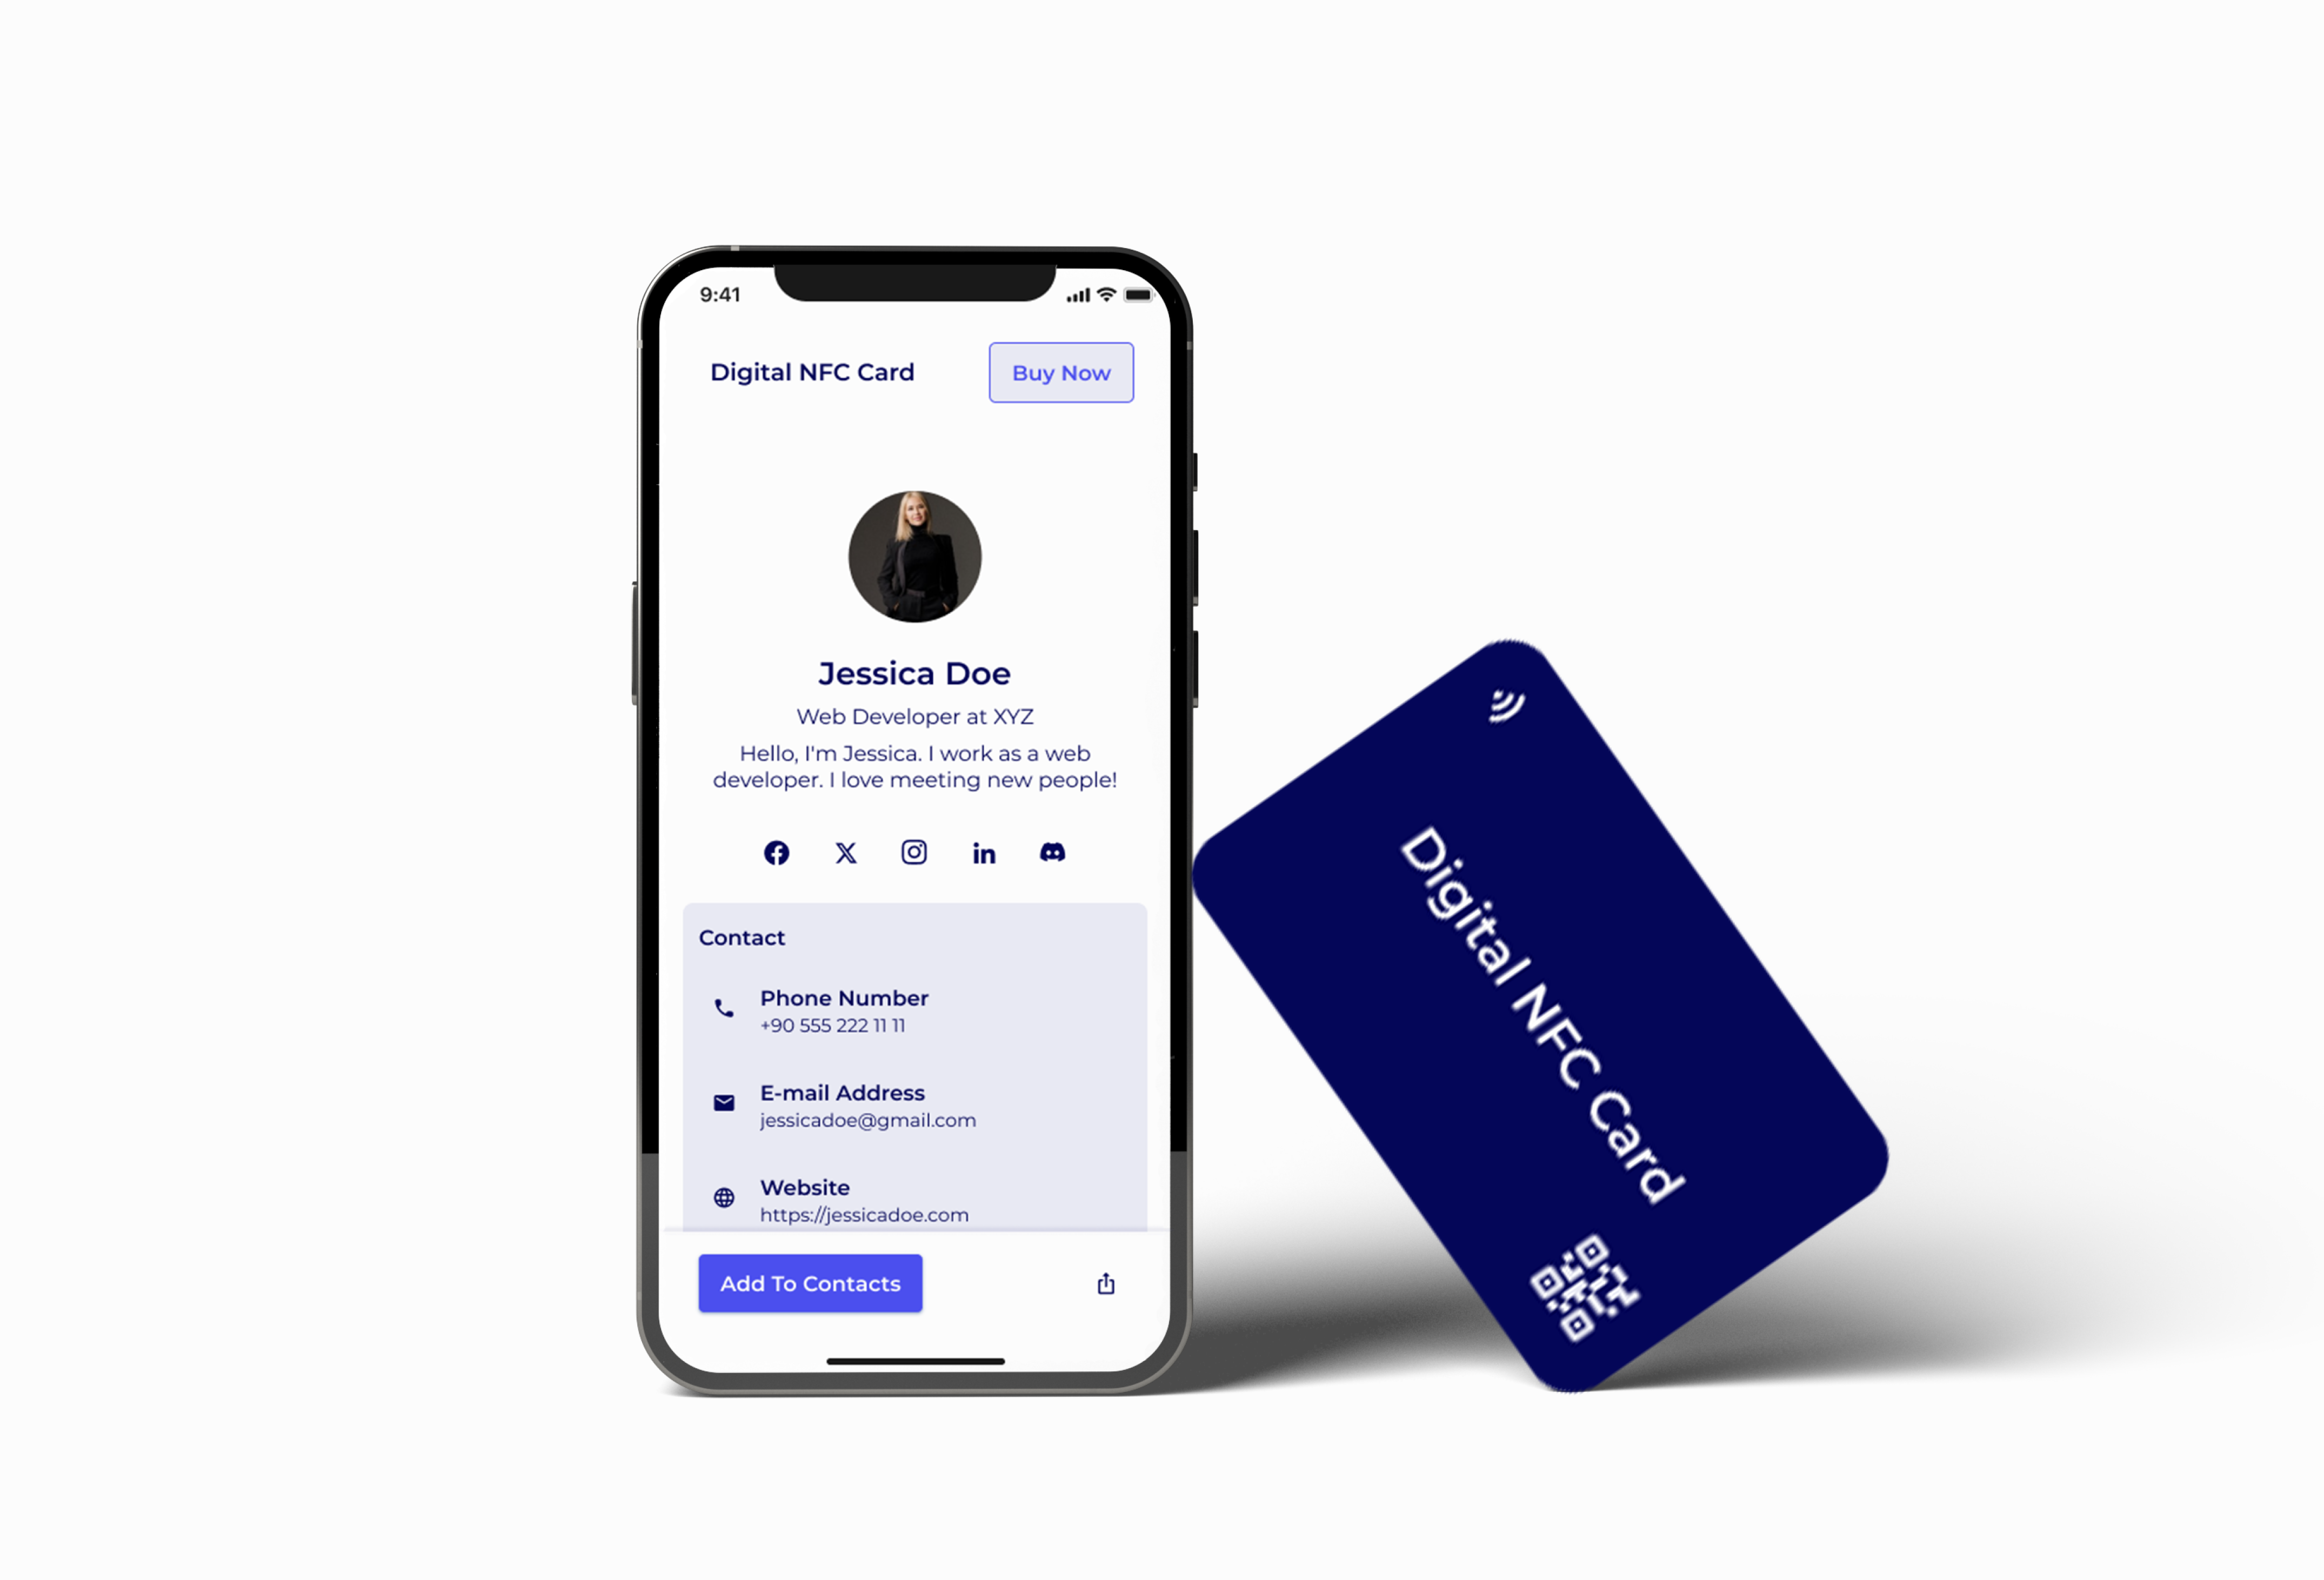 9:41
Digital NFC Card
Buy Now
Jessica Doe
Web Developer at XYZ
Hello, I'm Jessica. I work as a web
developer. I love meeting new people!
Contact
Phone Number
+90 555 222 11 11
E-mail Address
jessicadoe@gmail.com
Website
https://jessicadoe.com
Add To Contacts
Digital NFC Card